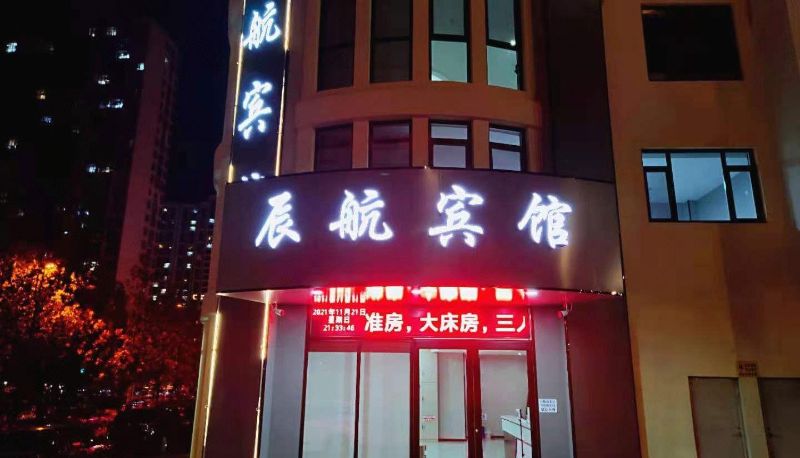 航宾
辰航宾馆
2021年11月21日
星期日
21:33:46
准房，大床房，三人